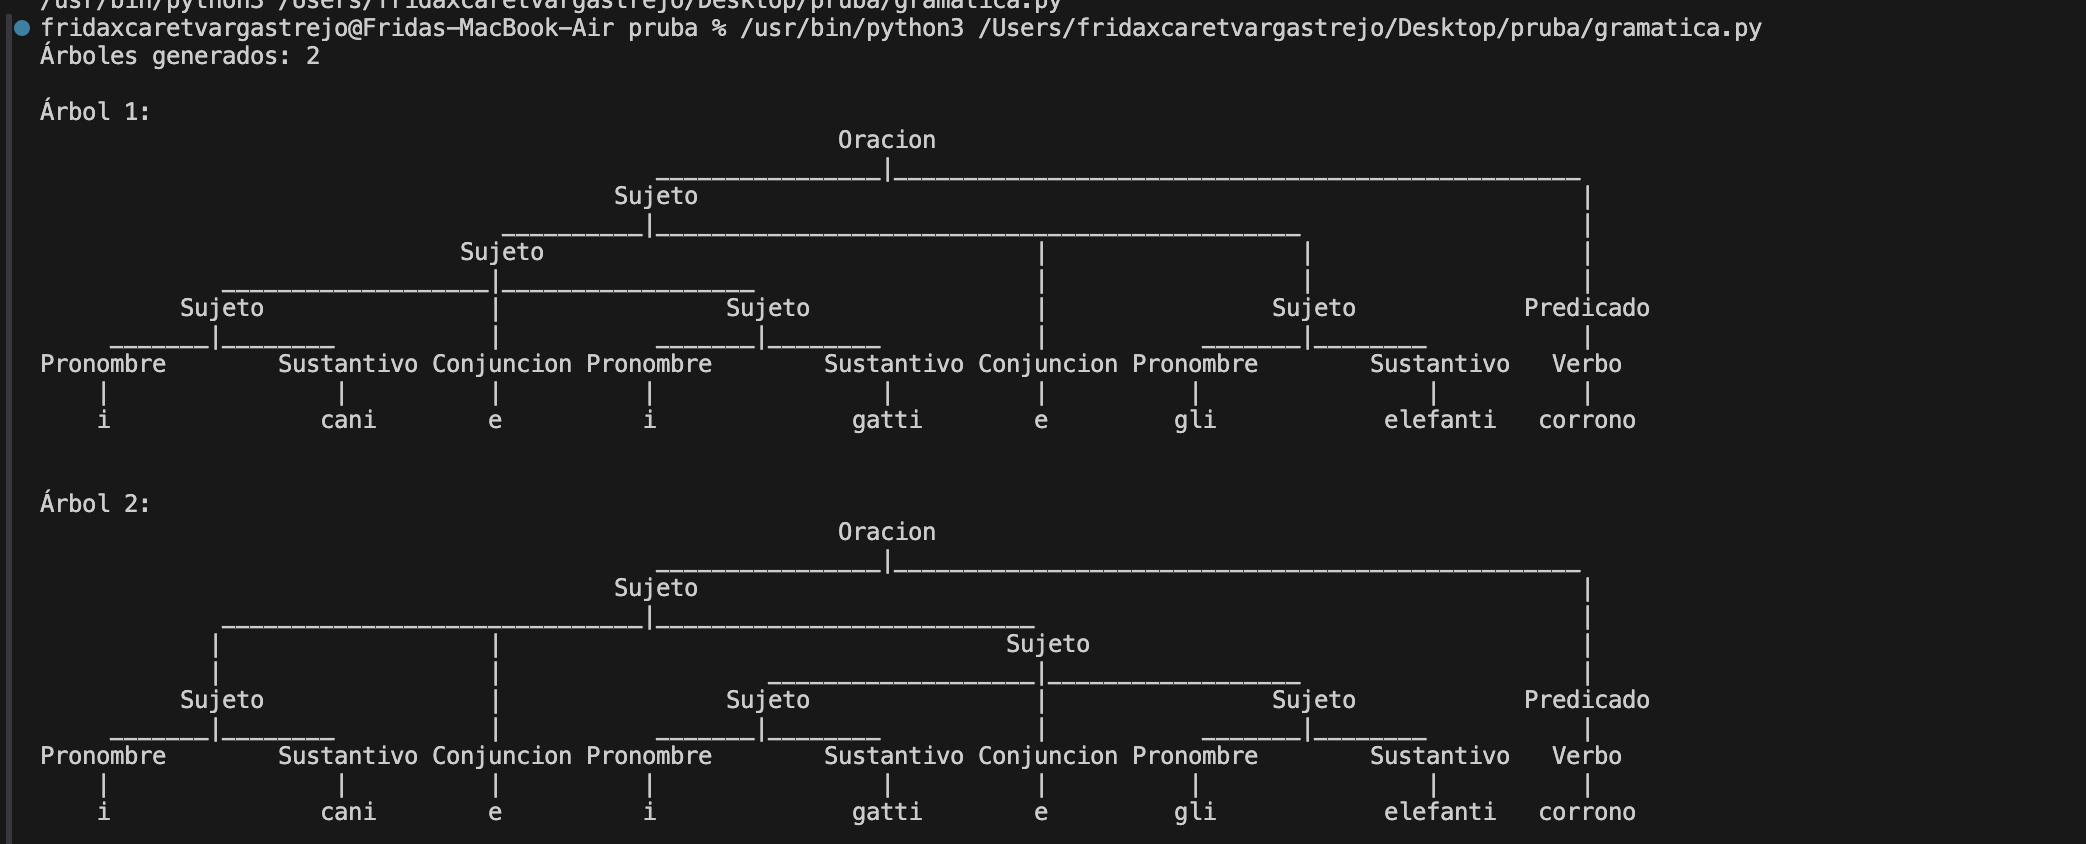 /usr/bin/python3 /Users/fridaxcaretvargastrejo/Desktop/pruba/gramatica.py
fridaxcaretvargastrejo@Fridas-MacBook-Air pruba % /usr/bin/python3 /Users/fridaxcaretvargastrejo/Desktop/pruba/gramatica.py
Árboles generados: 2
Árbol 1:
Oracion
Sujeto
Sujeto
Sujeto Sujeto Sujeto Predicado
Pronombre Sustantivo Conjuncion Pronombre Sustantivo Conjuncion Pronombre Sustantivo Verbo
i cani e i gatti e gli elefanti corrono
Árbol 2:
Oracion
Sujeto
Sujeto
Sujeto Sujeto Sujeto Predicado
Pronombre Sustantivo Conjuncion Pronombre Sustantivo Conjuncion Pronombre Sustantivo Verbo
i cani e i gatti e gli elefanti corrono